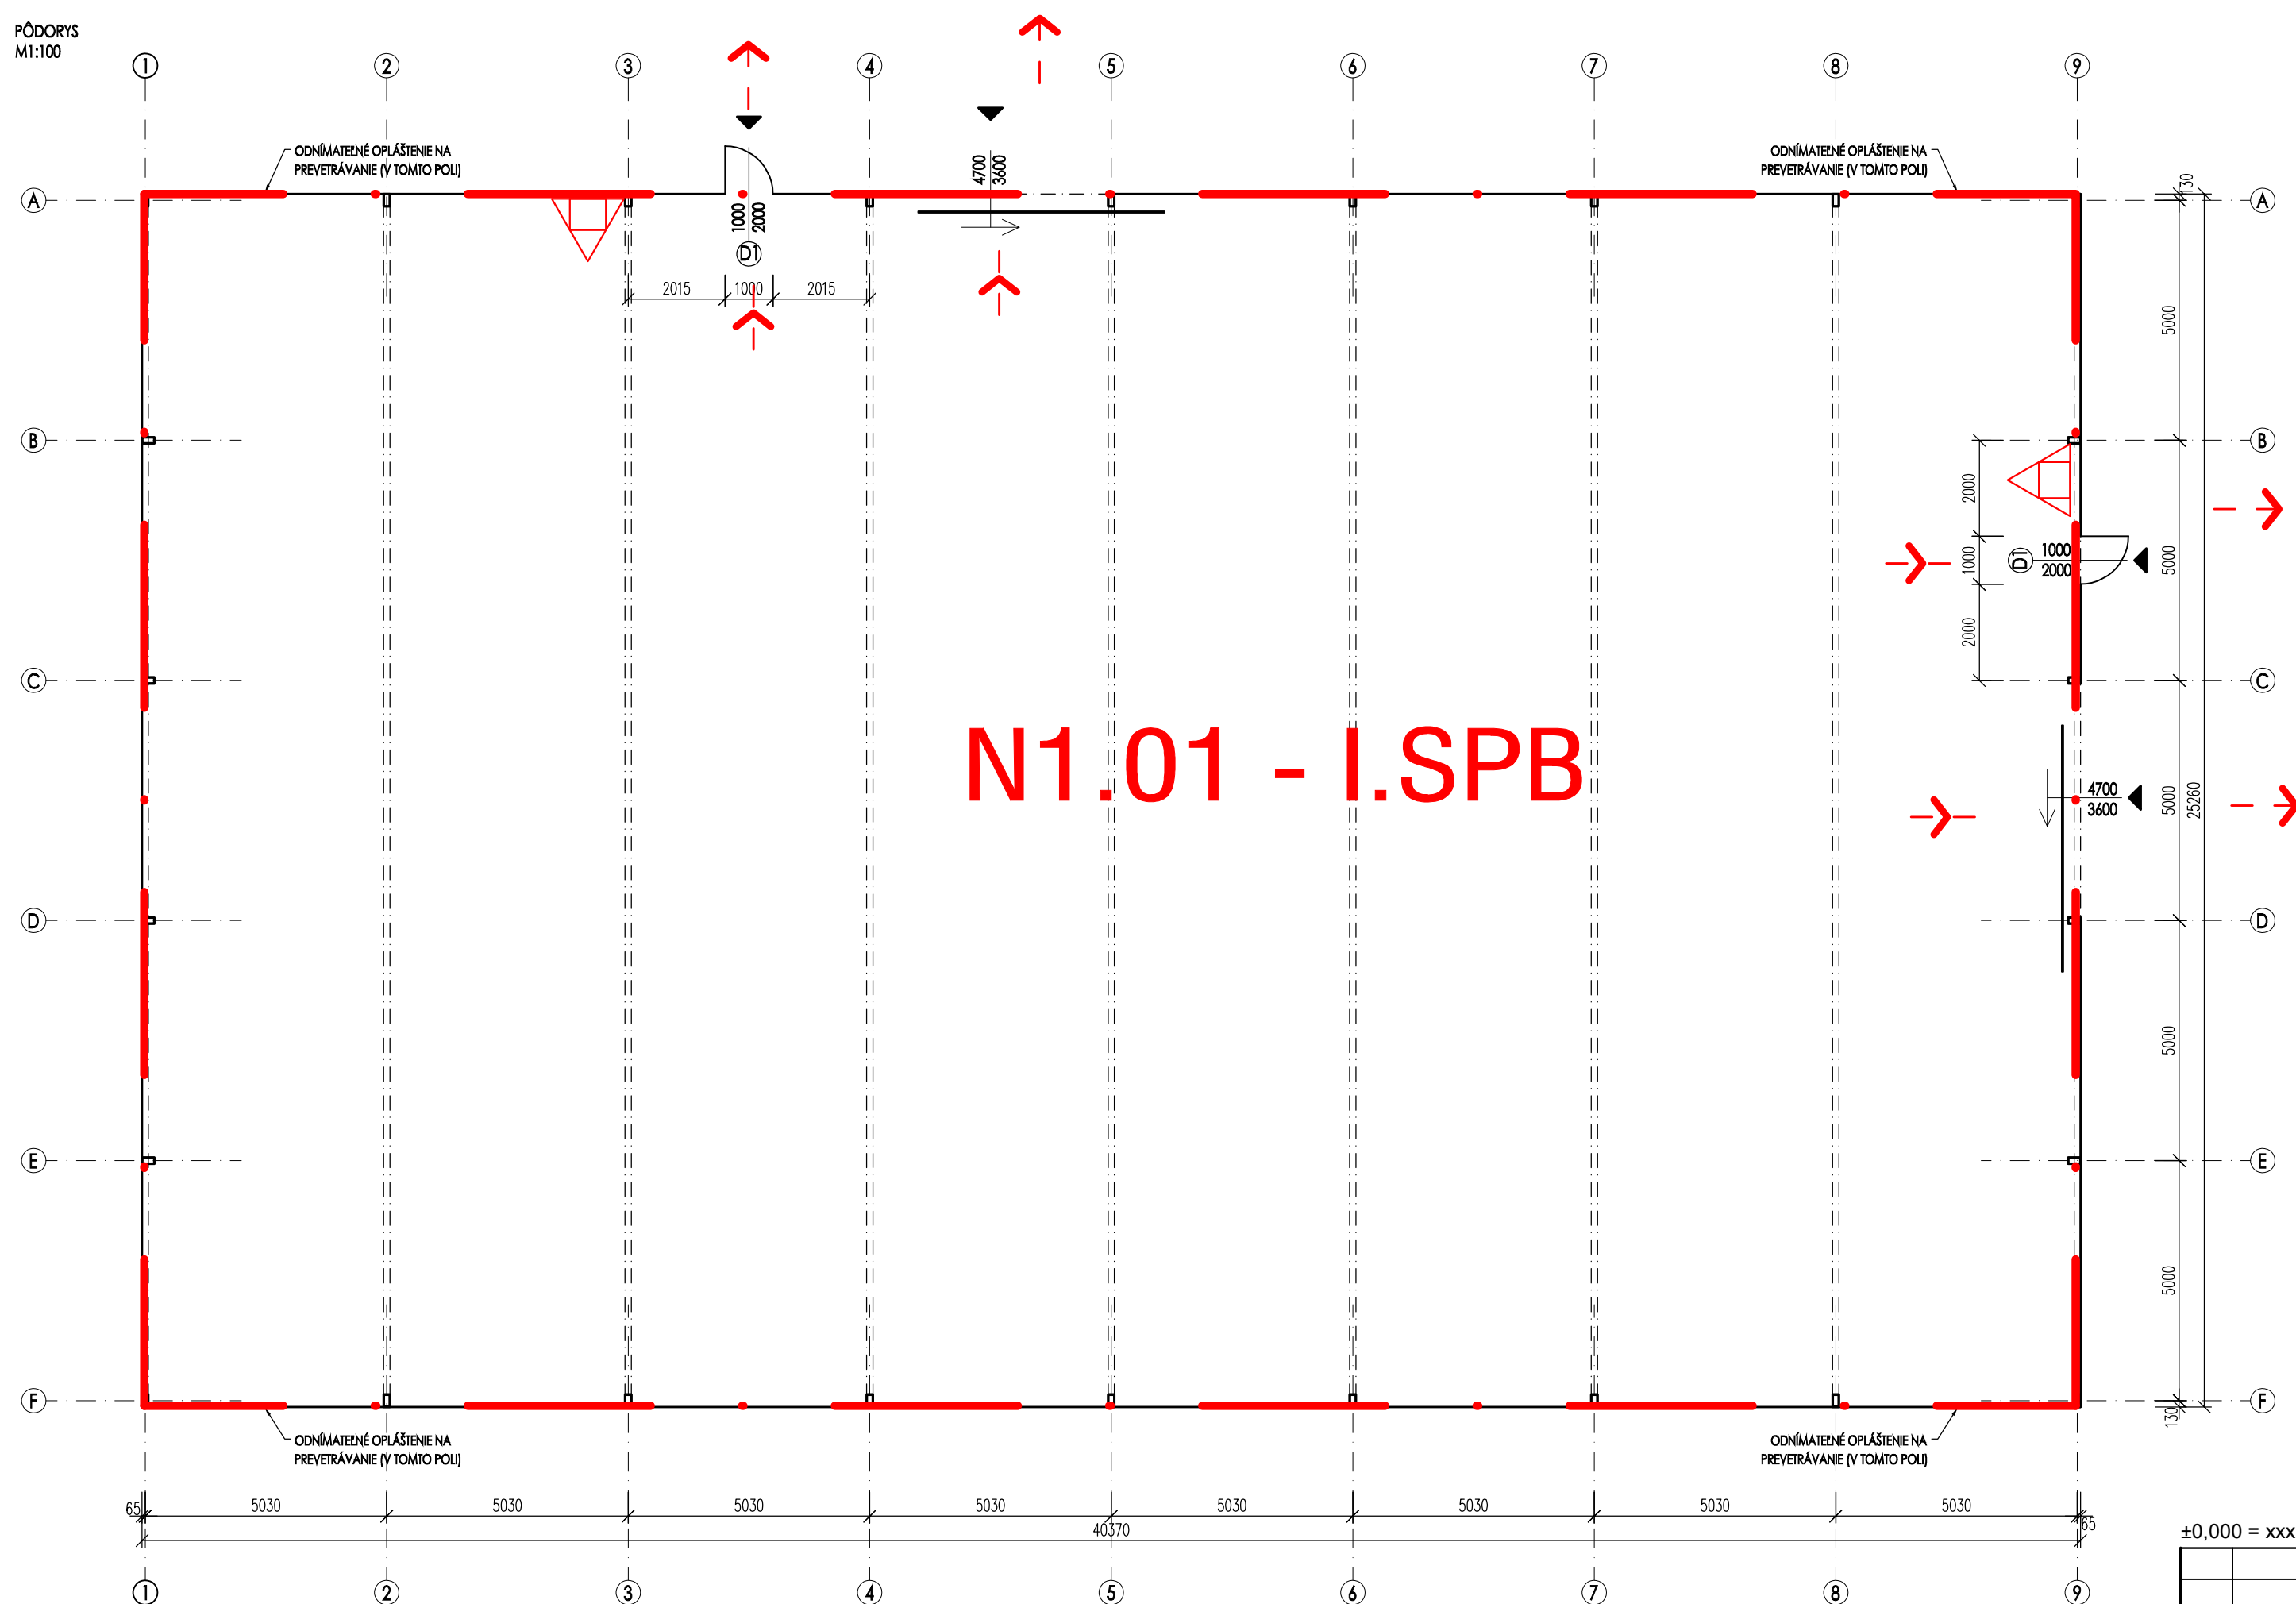 PÔDORYS
M1:100
1 2 3 4 5 6 7 8 9
ODNÍMATEĽNÉ OPLÁŠTENIE NA
PREVETRÁVANIE (V TOMTO POLI)
4700
3600
ODNÍMATEĽNÉ OPLÁŠTENIE NA
PREVETRÁVANIE (V TOMTO POLI)
130
A A
1000
2000
D1
2015 1000 2015
5000
B B
2000
1000
2000
D1
1000
2000
5000
C C
N1.01 - I.SPB
4700
3600
5000
25260
D D
5000
E E
5000
F F
130
ODNÍMATEĽNÉ OPLÁŠTENIE NA
PREVETRÁVANIE (V TOMTO POLI)
ODNÍMATEĽNÉ OPLÁŠTENIE NA
PREVETRÁVANIE (V TOMTO POLI)
65 5030 5030 5030 5030 5030 5030 5030 5030 65
40370
±0,000 = xxx
1 2 3 4 5 6 7 8 9